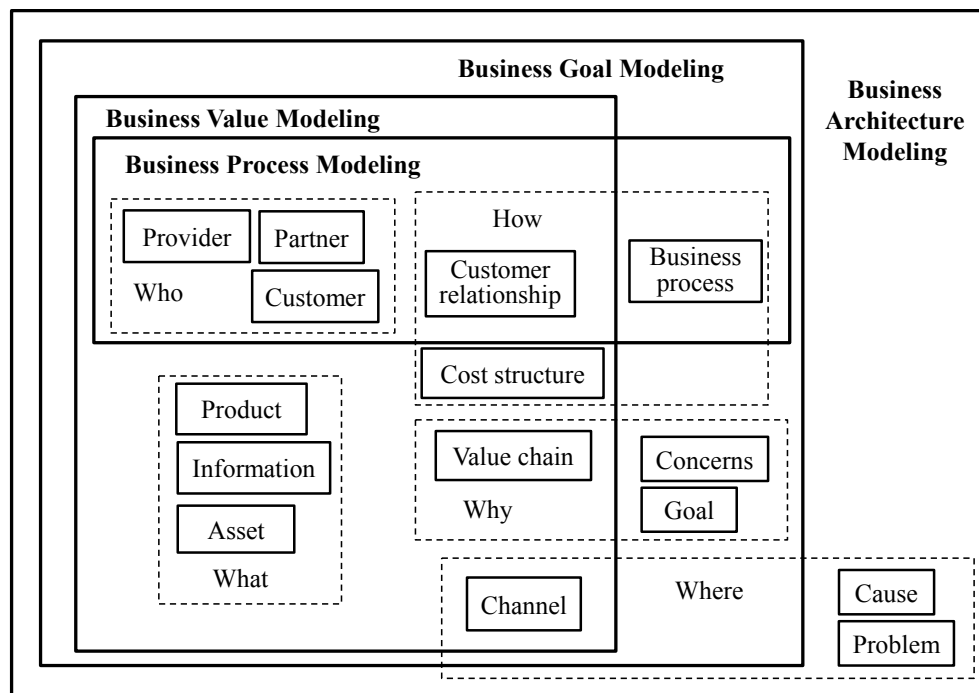 Business Goal Modeling
Business
Architecture
Modeling
Business Value Modeling
Business Process Modeling
How
Provider
Partner
Customer
relationship
Business
process
Who
Customer
Cost structure
Product
Information
Asset
What
Value chain
Concerns
Why
Goal
Channel
Where
Cause
Problem